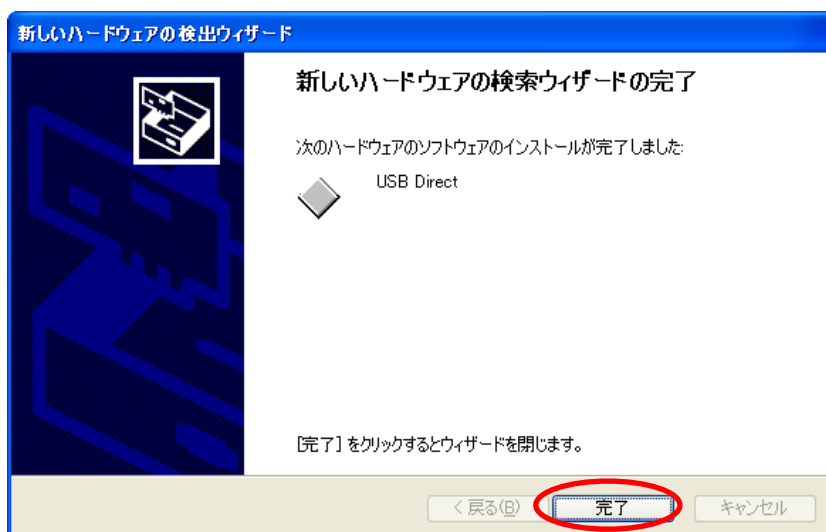 新しいハードウェアの検出ウィザード
新しいハードウェアの検索ウィザードの完了
次のハードウェアのソフトウェアのインストールが完了しました:
USB Direct
[完了] をクリックするとウィザードを閉じます。
< 戻る(B) 完了 キャンセル